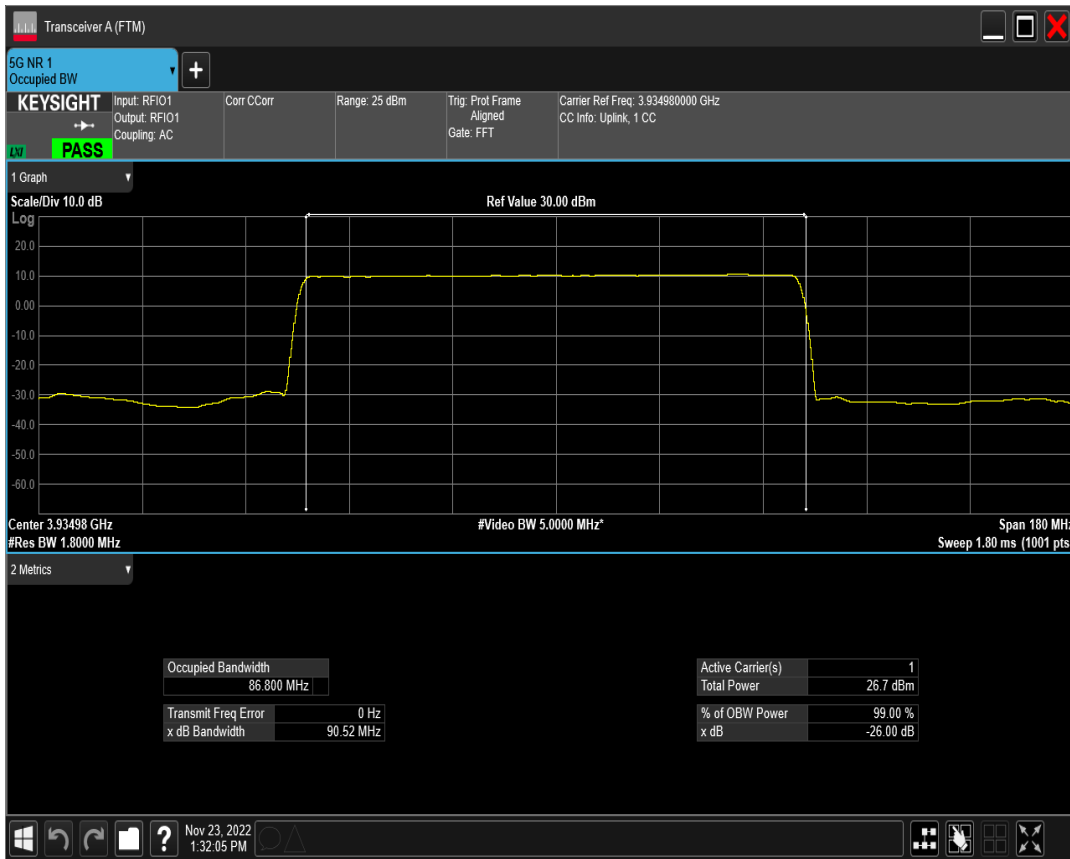 Transceiver A (FTM)
5G NR 1
Occupied BW
+
KEYSIGHT
LXI
PASS
Input: RFIO1
Output: RFIO1
Coupling: AC
Corr CCorr
Range: 25 dBm
Trig: Prot Frame
Aligned
Gate: FFT
Carrier Ref Freq: 3.934980000 GHz
CC Info: Uplink, 1 CC
1 Graph
Scale/Div 10.0 dB
Ref Value 30.00 dBm
Log
20.0
10.0
0.00
-10.0
-20.0
-30.0
-40.0
-50.0
-60.0
Center 3.93498 GHz
#Video BW 5.0000 MHz*
Span 180 MHz
#Res BW 1.8000 MHz
Sweep 1.80 ms (1001 pts
2 Metrics
Occupied Bandwidth
86.800 MHz
Transmit Freq Error 0 Hz
x dB Bandwidth 90.52 MHz
Active Carrier(s) 1
Total Power 26.7 dBm
% of OBW Power 99.00 %
x dB -26.00 dB
?
Nov 23, 2022
1:32:05 PM